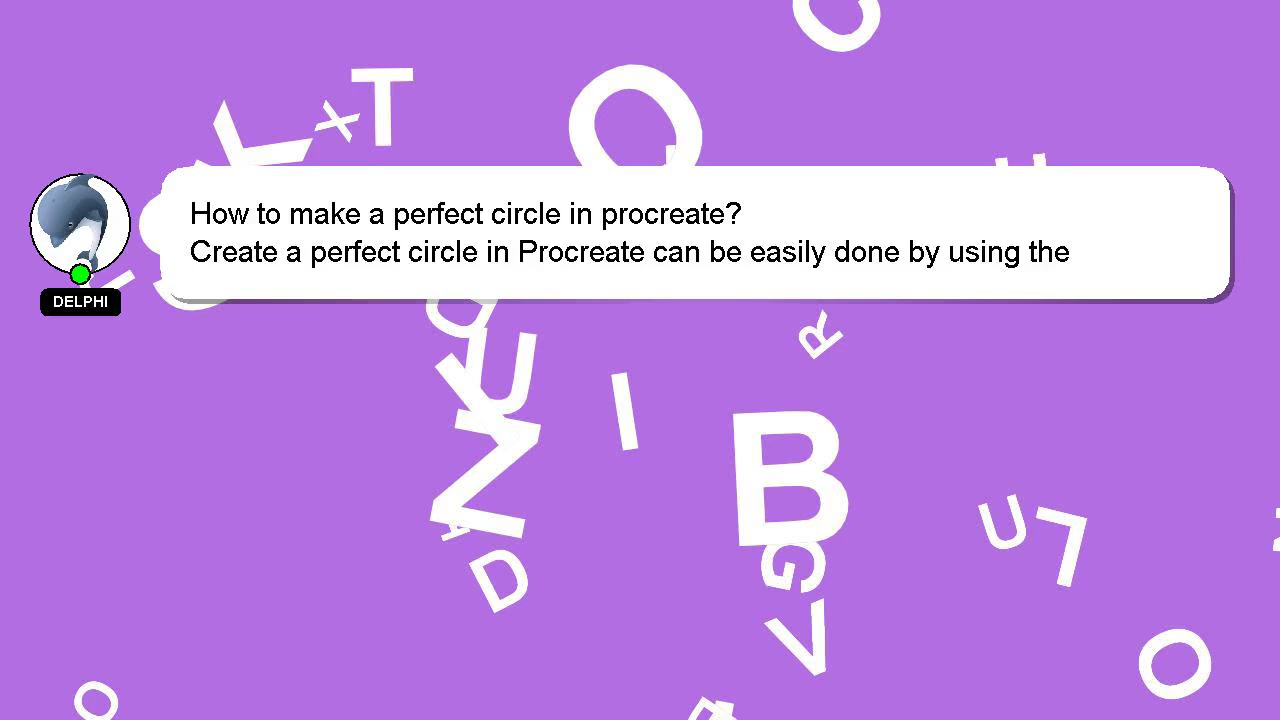 How to make a perfect circle in procreate?
Create a perfect circle in Procreate can be easily done by using the
DELPHI
T
X
K
O
C
U
R
I
Z
B
D
G
V
U
L
O
O